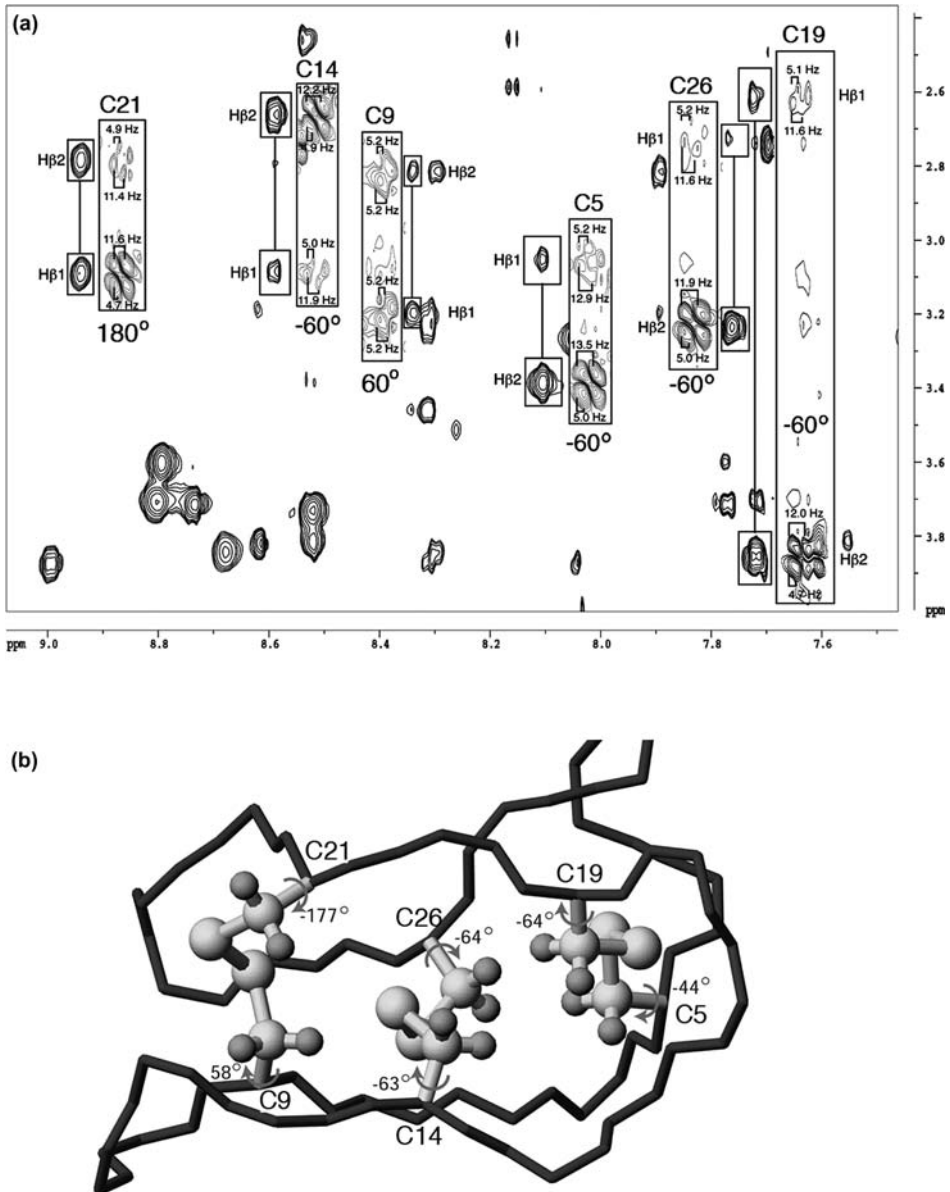 (a)
C21
4.9 Hz
Hβ2
11.4 Hz
11.6 Hz
Hβ1
4.7 Hz
180°
C14
12.2 Hz
Hβ2
5.0 Hz
Hβ1
11.9 Hz
-60°
C9
5.2 Hz
Hβ2
5.2 Hz
5.2 Hz
Hβ1
5.2 Hz
60°
C5
5.2 Hz
Hβ1
12.9 Hz
13.5 Hz
Hβ2
5.0 Hz
-60°
C26
5.2 Hz
Hβ1
11.6 Hz
11.9 Hz
Hβ2
5.0 Hz
-60°
C19
5.1 Hz
Hβ1
11.6 Hz
-60°
12.0 Hz
Hβ2
4.7 Hz
2.6
2.8
3.0
3.2
3.4
3.6
3.8
ppm
ppm 9.0 8.8 8.6 8.4 8.2 8.0 7.8 7.6
(b)
C21
-177°
C26
-64°
C19
-64°
-44°
C5
58°
C9
-63°
C14